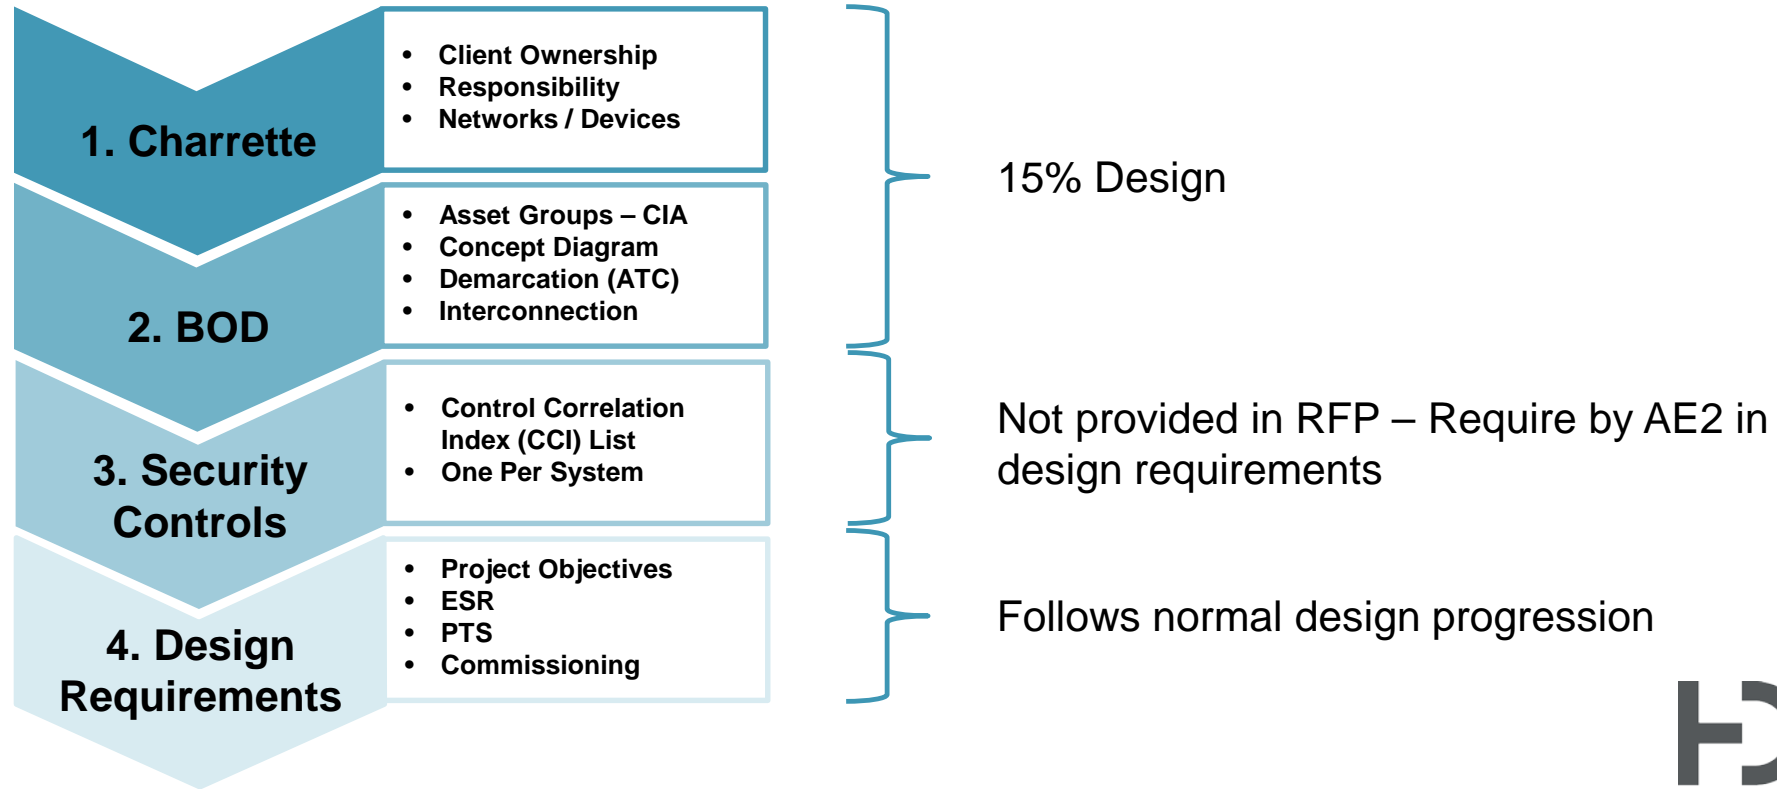 1. Charrette
• Client Ownership
• Responsibility
• Networks / Devices
15% Design
2. BOD
• Asset Groups – CIA
• Concept Diagram
• Demarcation (ATC)
• Interconnection
3. Security
Controls
• Control Correlation
Index (CCI) List
• One Per System
Not provided in RFP – Require by AE2 in
design requirements
4. Design
Requirements
• Project Objectives
• ESR
• PTS
• Commissioning
Follows normal design progression